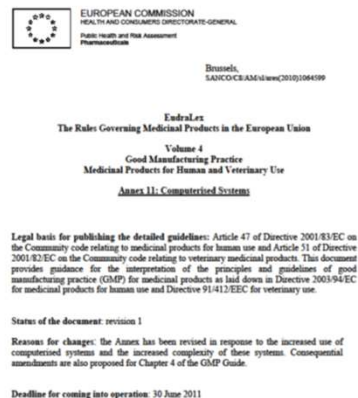 EUROPEAN COMMISSION
HEALTH AND CONSUMERS DIRECTORATE-GENERAL
Public Health and Risk Assessment
Pharmaceuticals
Brussels,
SANCO/C8/AM/sl/ares(2010)1064599
EudraLex
The Rules Governing Medicinal Products in the European Union
Volume 4
Good Manufacturing Practice
Medicinal Products for Human and Veterinary Use
Annex 11: Computerised Systems
Legal basis for publishing the detailed guidelines: Article 47 of Directive 2001/83/EC on
the Community code relating to medicinal products for human use and Article 51 of Directive
2001/82/EC on the Community code relating to veterinary medicinal products. This document
provides guidance for the interpretation of the principles and guidelines of good
manufacturing practice (GMP) for medicinal products as laid down in Directive 2003/94/EC
for medicinal products for human use and Directive 91/412/EEC for veterinary use.
Status of the document: revision 1
Reasons for changes: the Annex has been revised in response to the increased use of
computerised systems and the increased complexity of these systems. Consequential
amendments are also proposed for Chapter 4 of the GMP Guide.
Deadline for coming into operation: 30 June 2011